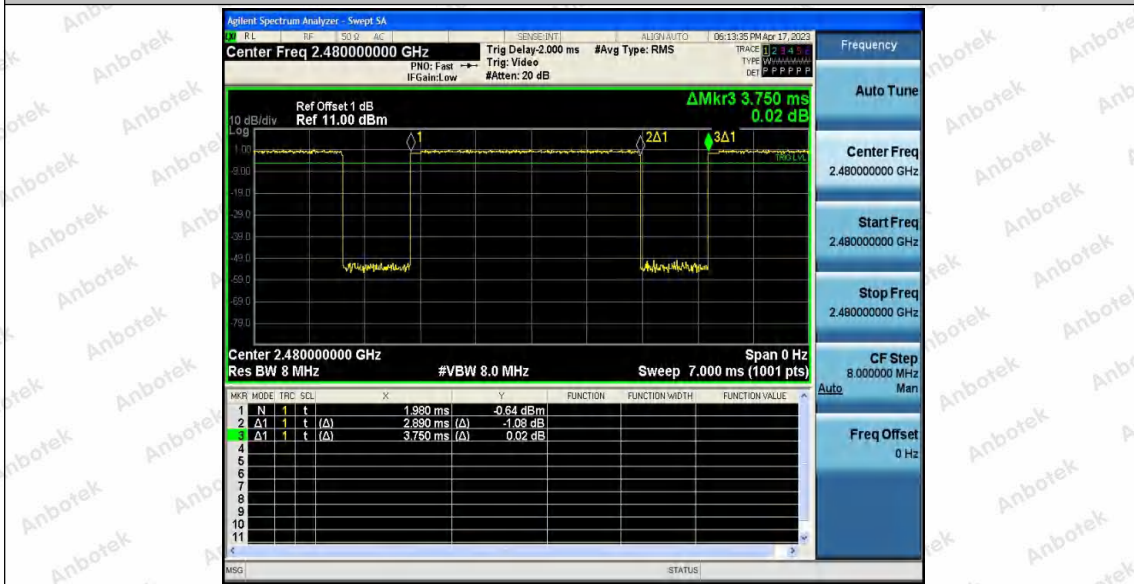 Agilent Spectrum Analyzer - Swept SA
LXI RL RF 50 Ω AC SENSE:INT ALIGN AUTO 06:13:35 PM Apr 17, 2023
Center Freq 2.480000000 GHz Trig Delay-2.000 ms #Avg Type: RMS TRACE 1 2 3 4 5 6
PNO: Fast Trig: Video TYPE W
IFGain:Low #Atten: 20 dB DET P P P P P P
ΔMkr3 3.750 ms
Ref Offset 1 dB 0.02 dB
10 dB/div Ref 11.00 dBm
Log
1 2Δ1 3Δ1
1.00
TRIG LVL
-9.00
-19.0
-29.0
-39.0
-49.0
-59.0
-69.0
-79.0
Center 2.480000000 GHz Span 0 Hz
Res BW 8 MHz #VBW 8.0 MHz Sweep 7.000 ms (1001 pts)
MKR MODE TRC SCL X Y FUNCTION FUNCTION WIDTH FUNCTION VALUE
1 N 1 t 1.980 ms -0.64 dBm
2 Δ1 1 t (Δ) 2.890 ms (Δ) -1.08 dB
3 Δ1 1 t (Δ) 3.750 ms (Δ) 0.02 dB
4
5
6
7
8
9
10
11
MSG STATUS
Frequency
Auto Tune
Center Freq
2.480000000 GHz
Start Freq
2.480000000 GHz
Stop Freq
2.480000000 GHz
CF Step
8.000000 MHz
Auto Man
Freq Offset
0 Hz
Anbotek